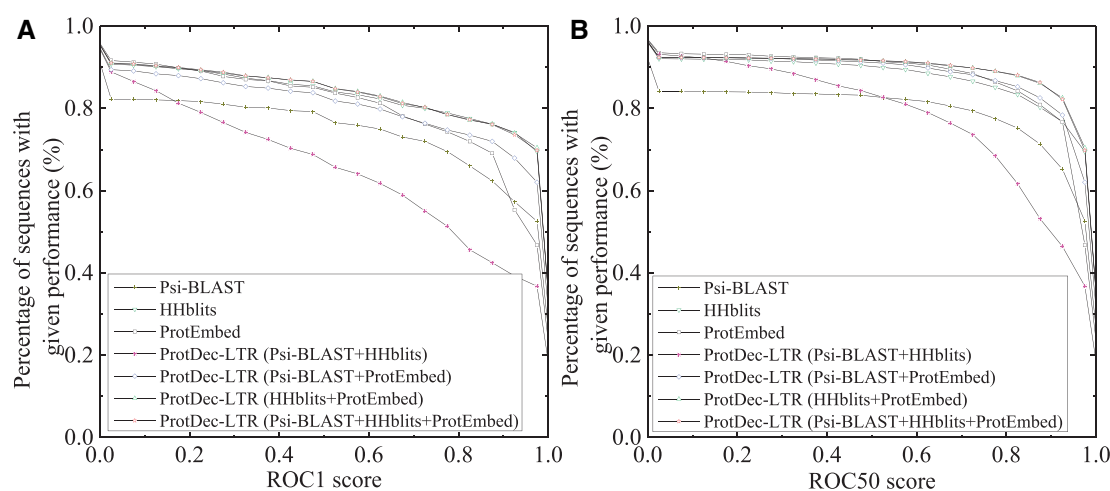 A
Percentage of sequences with
given performance (%)
1.0
0.8
0.6
0.4
0.2
0.0
Psi-BLAST
HHblits
ProtEmbed
ProtDec-LTR (Psi-BLAST+HHblits)
ProtDec-LTR (Psi-BLAST+ProtEmbed)
ProtDec-LTR (HHblits+ProtEmbed)
ProtDec-LTR (Psi-BLAST+HHblits+ProtEmbed)
0.0 0.2 0.4 0.6 0.8 1.0
ROC1 score
B
Percentage of sequences with
given performance (%)
1.0
0.8
0.6
0.4
0.2
0.0
Psi-BLAST
HHblits
ProtEmbed
ProtDec-LTR (Psi-BLAST+HHblits)
ProtDec-LTR (Psi-BLAST+ProtEmbed)
ProtDec-LTR (HHblits+ProtEmbed)
ProtDec-LTR (Psi-BLAST+HHblits+ProtEmbed)
0.0 0.2 0.4 0.6 0.8 1.0
ROC50 score